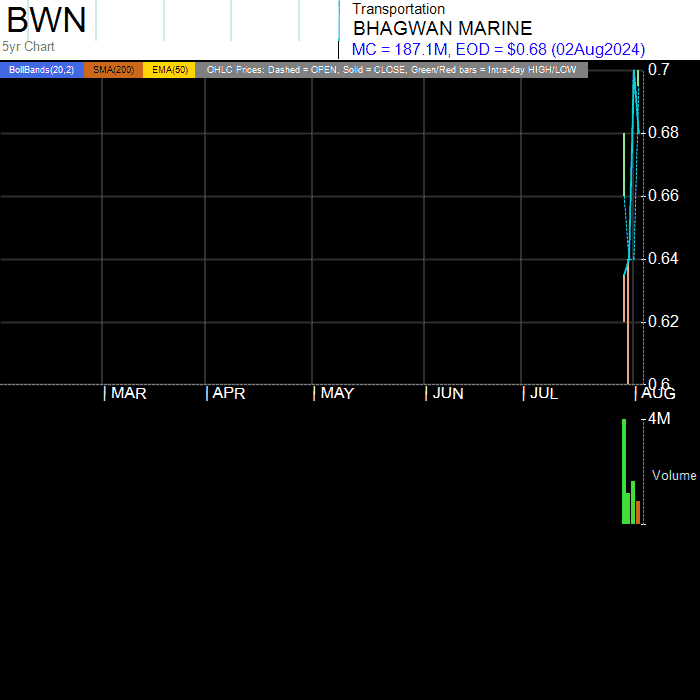 BWN
5yr Chart
Transportation
BHAGWAN MARINE
MC = 187.1M, EOD = $0.68 (02Aug2024)
BollBands(20,2) SMA(200) EMA(50) OHLC Prices: Dashed = OPEN, Solid = CLOSE, Green/Red bars = Intra-day HIGH/LOW
0.7
0.68
0.66
0.64
0.62
0.6
MAR APR MAY JUN JUL AUG
4M
Volume